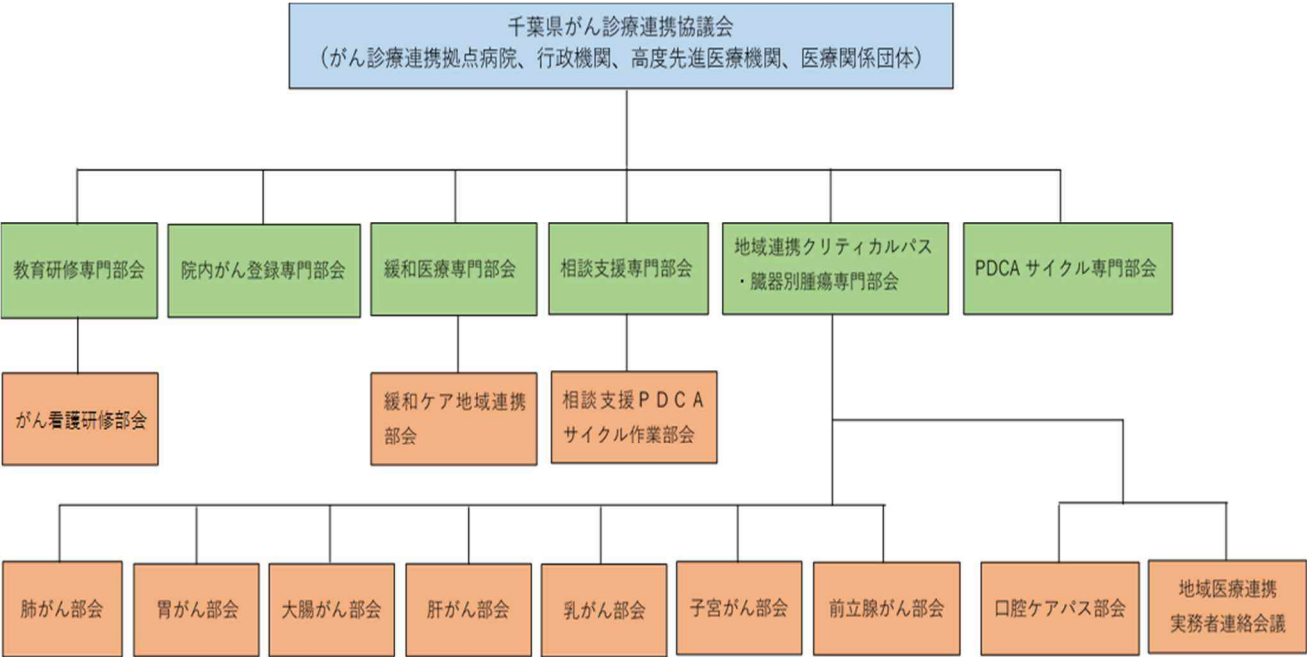 千葉県がん診療連携協議会
（がん診療連携拠点病院、行政機関、高度先進医療機関、医療関係団体）
教育研修専門部会
院内がん登録専門部会
緩和医療専門部会
相談支援専門部会
地域連携クリティカルパス
・臓器別腫瘍専門部会
PDCA サイクル専門部会
がん看護研修部会
緩和ケア地域連携
部会
相談支援ＰＤＣＡ
サイクル作業部会
肺がん部会
胃がん部会
大腸がん部会
肝がん部会
乳がん部会
子宮がん部会
前立腺がん部会
口腔ケアパス部会
地域医療連携
実務者連絡会議